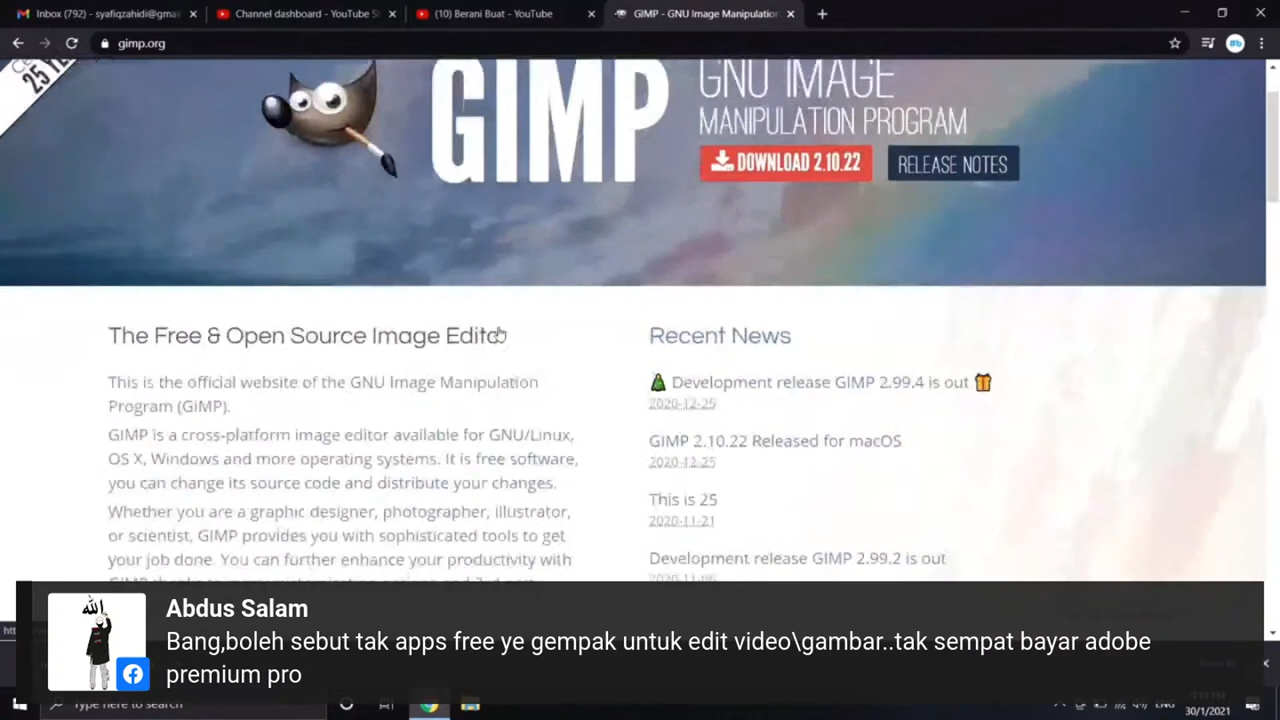 Inbox (792) - syafiqzahidi@gmai
Channel dashboard - YouTube S
(10) Berani Buat - YouTube
GIMP - GNU Image Manipulation
gimp.org
#b
25 YE
GIMP
GNU IMAGE
MANIPULATION PROGRAM
DOWNLOAD 2.10.22
RELEASE NOTES
The Free & Open Source Image Editor
This is the official website of the GNU Image Manipulation
Program (GIMP).
GIMP is a cross-platform image editor available for GNU/Linux,
OS X, Windows and more operating systems. It is free software,
you can change its source code and distribute your changes.
Whether you are a graphic designer, photographer, illustrator,
or scientist, GIMP provides you with sophisticated tools to get
your job done. You can further enhance your productivity with
Recent News
Development release GIMP 2.99.4 is out
2020-12-25
GIMP 2.10.22 Released for macOS
2020-12-25
This is 25
2020-11-21
Development release GIMP 2.99.2 is out
الله
Abdus Salam
Bang,boleh sebut tak apps free ye gempak untuk edit video\gambar..tak sempat bayar adobe
premium pro
Type here to search
ENG
30/1/2021